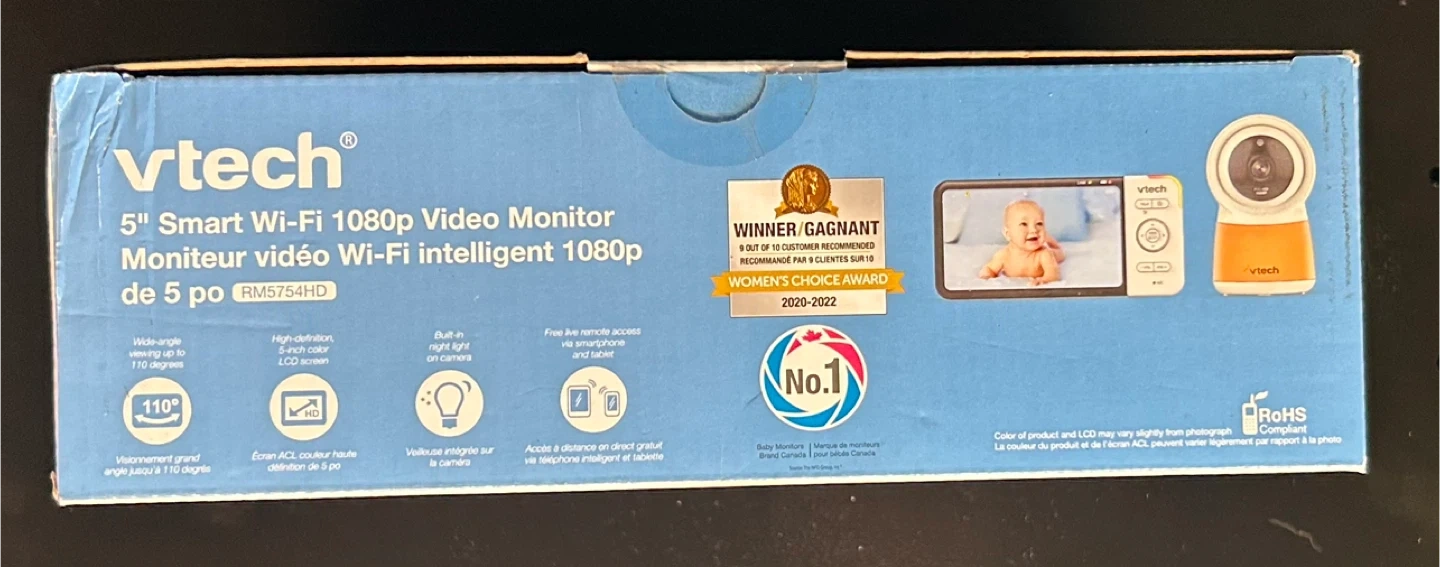 vtech®
5" Smart Wi-Fi 1080p Video Monitor
Moniteur vidéo Wi-Fi intelligent 1080p
de 5 po RM5754HD
Wide-angle
viewing up to
110 degrees
110°
Visionnement grand
angle jusqu'à 110 degrés
High-definition,
5-inch color
LCD screen
HD
Écran ACL couleur haute
définition de 5 po
Built-in
night light
on camera
Veilleuse intégrée sur
la caméra
Free live remote access
via smartphone
and tablet
Accès à distance en direct gratuit
via téléphone intelligent et tablette
WINNER/GAGNANT
9 OUT OF 10 CUSTOMER RECOMMENDED
RECOMMANDÉ PAR 9 CLIENTES SUR 10
WOMEN'S CHOICE AWARD
2020-2022
No.1
Baby Monitors
Brand Canada
Marque de moniteurs
pour bébés Canada
vtech
vtech
RoHS
Compliant
Color of product and LCD may vary slightly from photograph
La couleur du produit et de l'écran ACL peuvent varier légèrement par rapport à la photo